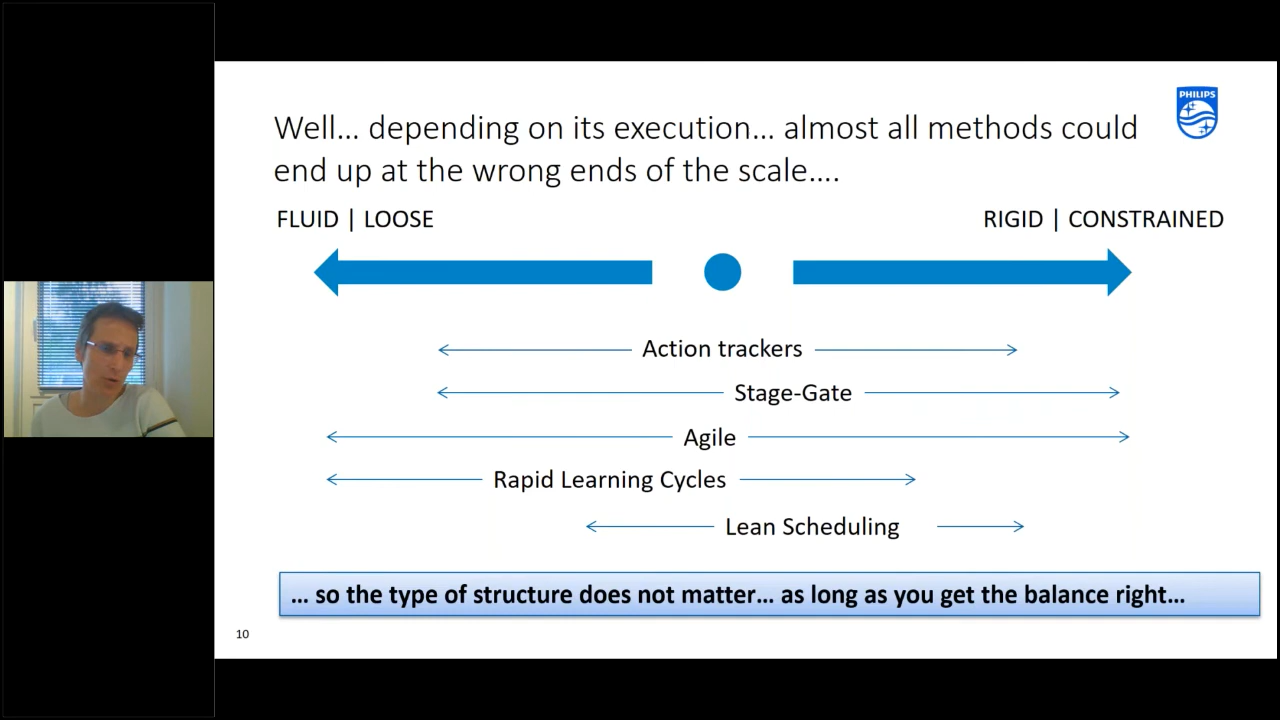 PHILIPS
Well... depending on its execution... almost all methods could
end up at the wrong ends of the scale....
FLUID | LOOSE
RIGID | CONSTRAINED
Action trackers
Stage-Gate
Agile
Rapid Learning Cycles
Lean Scheduling
... so the type of structure does not matter... as long as you get the balance right...
10